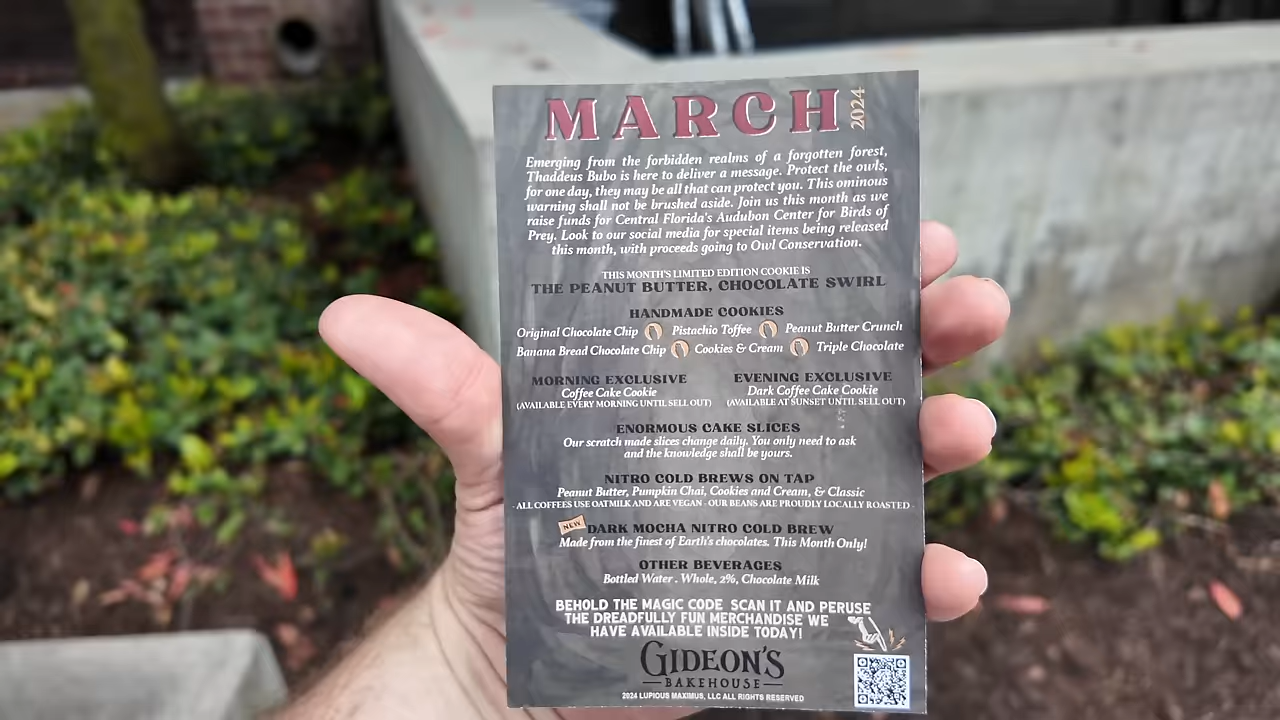 MARCH 2024
Emerging from the forbidden realms of a forgotten forest,
Thaddeus Bubo is here to deliver a message. Protect the owls,
for one day, they may be all that can protect you. This ominous
warning shall not be brushed aside. Join us this month as we
raise funds for Central Florida's Audubon Center for Birds of
Prey. Look to our social media for special items being released
this month, with proceeds going to Owl Conservation.
THIS MONTH'S LIMITED EDITION COOKIE IS
THE PEANUT BUTTER, CHOCOLATE SWIRL
HANDMADE COOKIES
Original Chocolate Chip Pistachio Toffee Peanut Butter Crunch
Banana Bread Chocolate Chip Cookies & Cream Triple Chocolate
MORNING EXCLUSIVE
Coffee Cake Cookie
(AVAILABLE EVERY MORNING UNTIL SELL OUT)
EVENING EXCLUSIVE
Dark Coffee Cake Cookie
(AVAILABLE AT SUNSET UNTIL SELL OUT)
ENORMOUS CAKE SLICES
Our scratch made slices change daily. You only need to ask
and the knowledge shall be yours.
NITRO COLD BREWS ON TAP
Peanut Butter, Pumpkin Chai, Cookies and Cream, & Classic
- ALL COFFEES USE OATMILK AND ARE VEGAN - OUR BEANS ARE PROUDLY LOCALLY ROASTED -
NEW DARK MOCHA NITRO COLD BREW
Made from the finest of Earth's chocolates. This Month Only!
OTHER BEVERAGES
Bottled Water . Whole, 2%, Chocolate Milk
BEHOLD THE MAGIC CODE SCAN IT AND PERUSE
THE DREADFULLY FUN MERCHANDISE WE
HAVE AVAILABLE INSIDE TODAY!
GIDEON'S
BAKEHOUSE
2024 LUPIOUS MAXIMUS, LLC ALL RIGHTS RESERVED